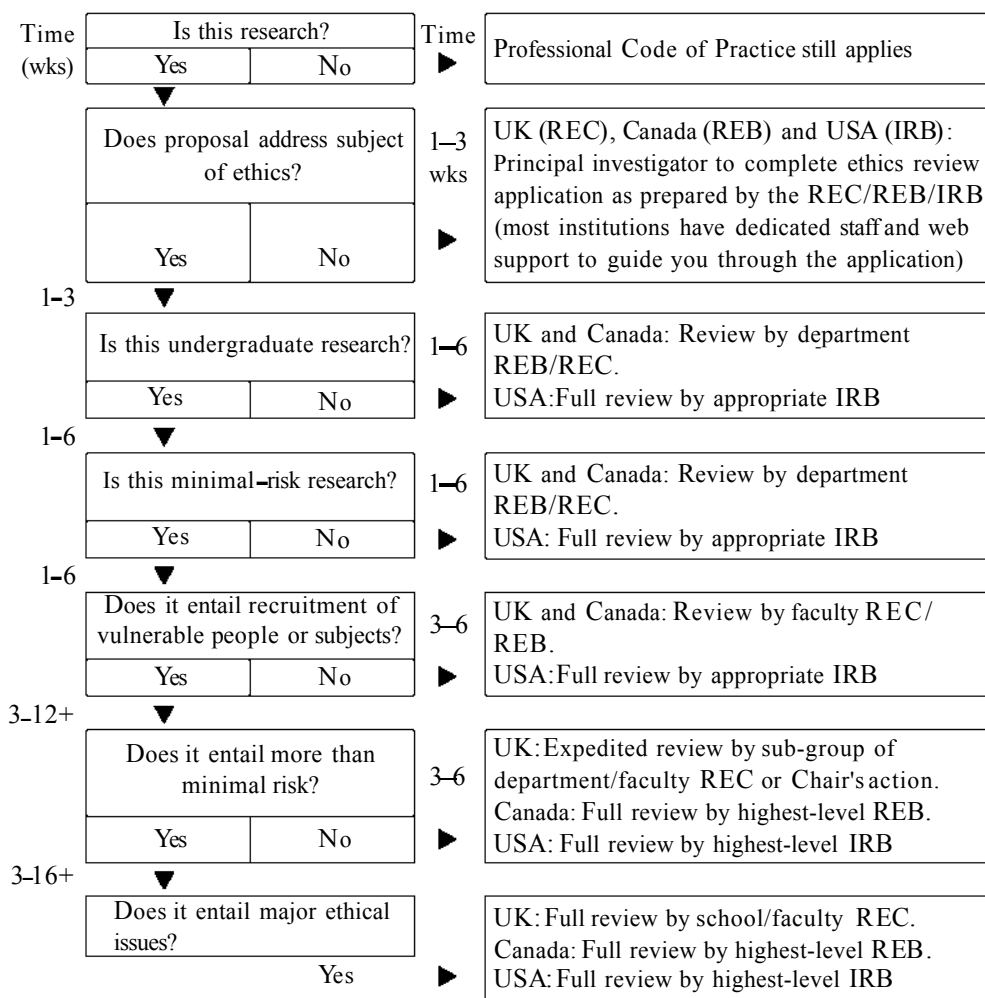 Time
(wks)
Is this research?
Yes No
Time
Professional Code of Practice still applies
Does proposal address subject
of ethics?
Yes No
1–3
wks
UK (REC), Canada (REB) and USA (IRB):
Principal investigator to complete ethics review
application as prepared by the REC/REB/IRB
(most institutions have dedicated staff and web
support to guide you through the application)
1–3
Is this undergraduate research?
Yes No
1–6
UK and Canada: Review by department
REB/REC.
USA: Full review by appropriate IRB
1–6
Is this minimal–risk research?
Yes No
1–6
UK and Canada: Review by department
REB/REC.
USA: Full review by appropriate IRB
1–6
Does it entail recruitment of
vulnerable people or subjects?
Yes No
3–6
UK and Canada: Review by faculty REC/
REB.
USA: Full review by appropriate IRB
3–12+
Does it entail more than
minimal risk?
Yes No
3–6
UK: Expedited review by sub-group of
department/faculty REC or Chair's action.
Canada: Full review by highest-level REB.
USA: Full review by highest-level IRB
3–16+
Does it entail major ethical
issues?
Yes
UK: Full review by school/faculty REC.
Canada: Full review by highest-level REB.
USA: Full review by highest-level IRB